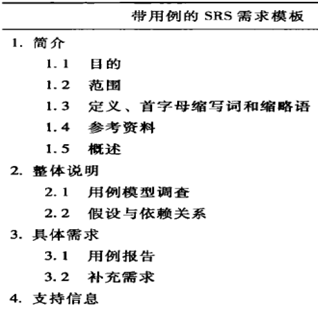 带用例的 SRS 需求模板
1. 简介
1.1 目的
1.2 范围
1.3 定义、首字母缩写词和缩略语
1.4 参考资料
1.5 概述
2. 整体说明
2.1 用例模型调查
2.2 假设与依赖关系
3. 具体需求
3.1 用例报告
3.2 补充需求
4. 支持信息